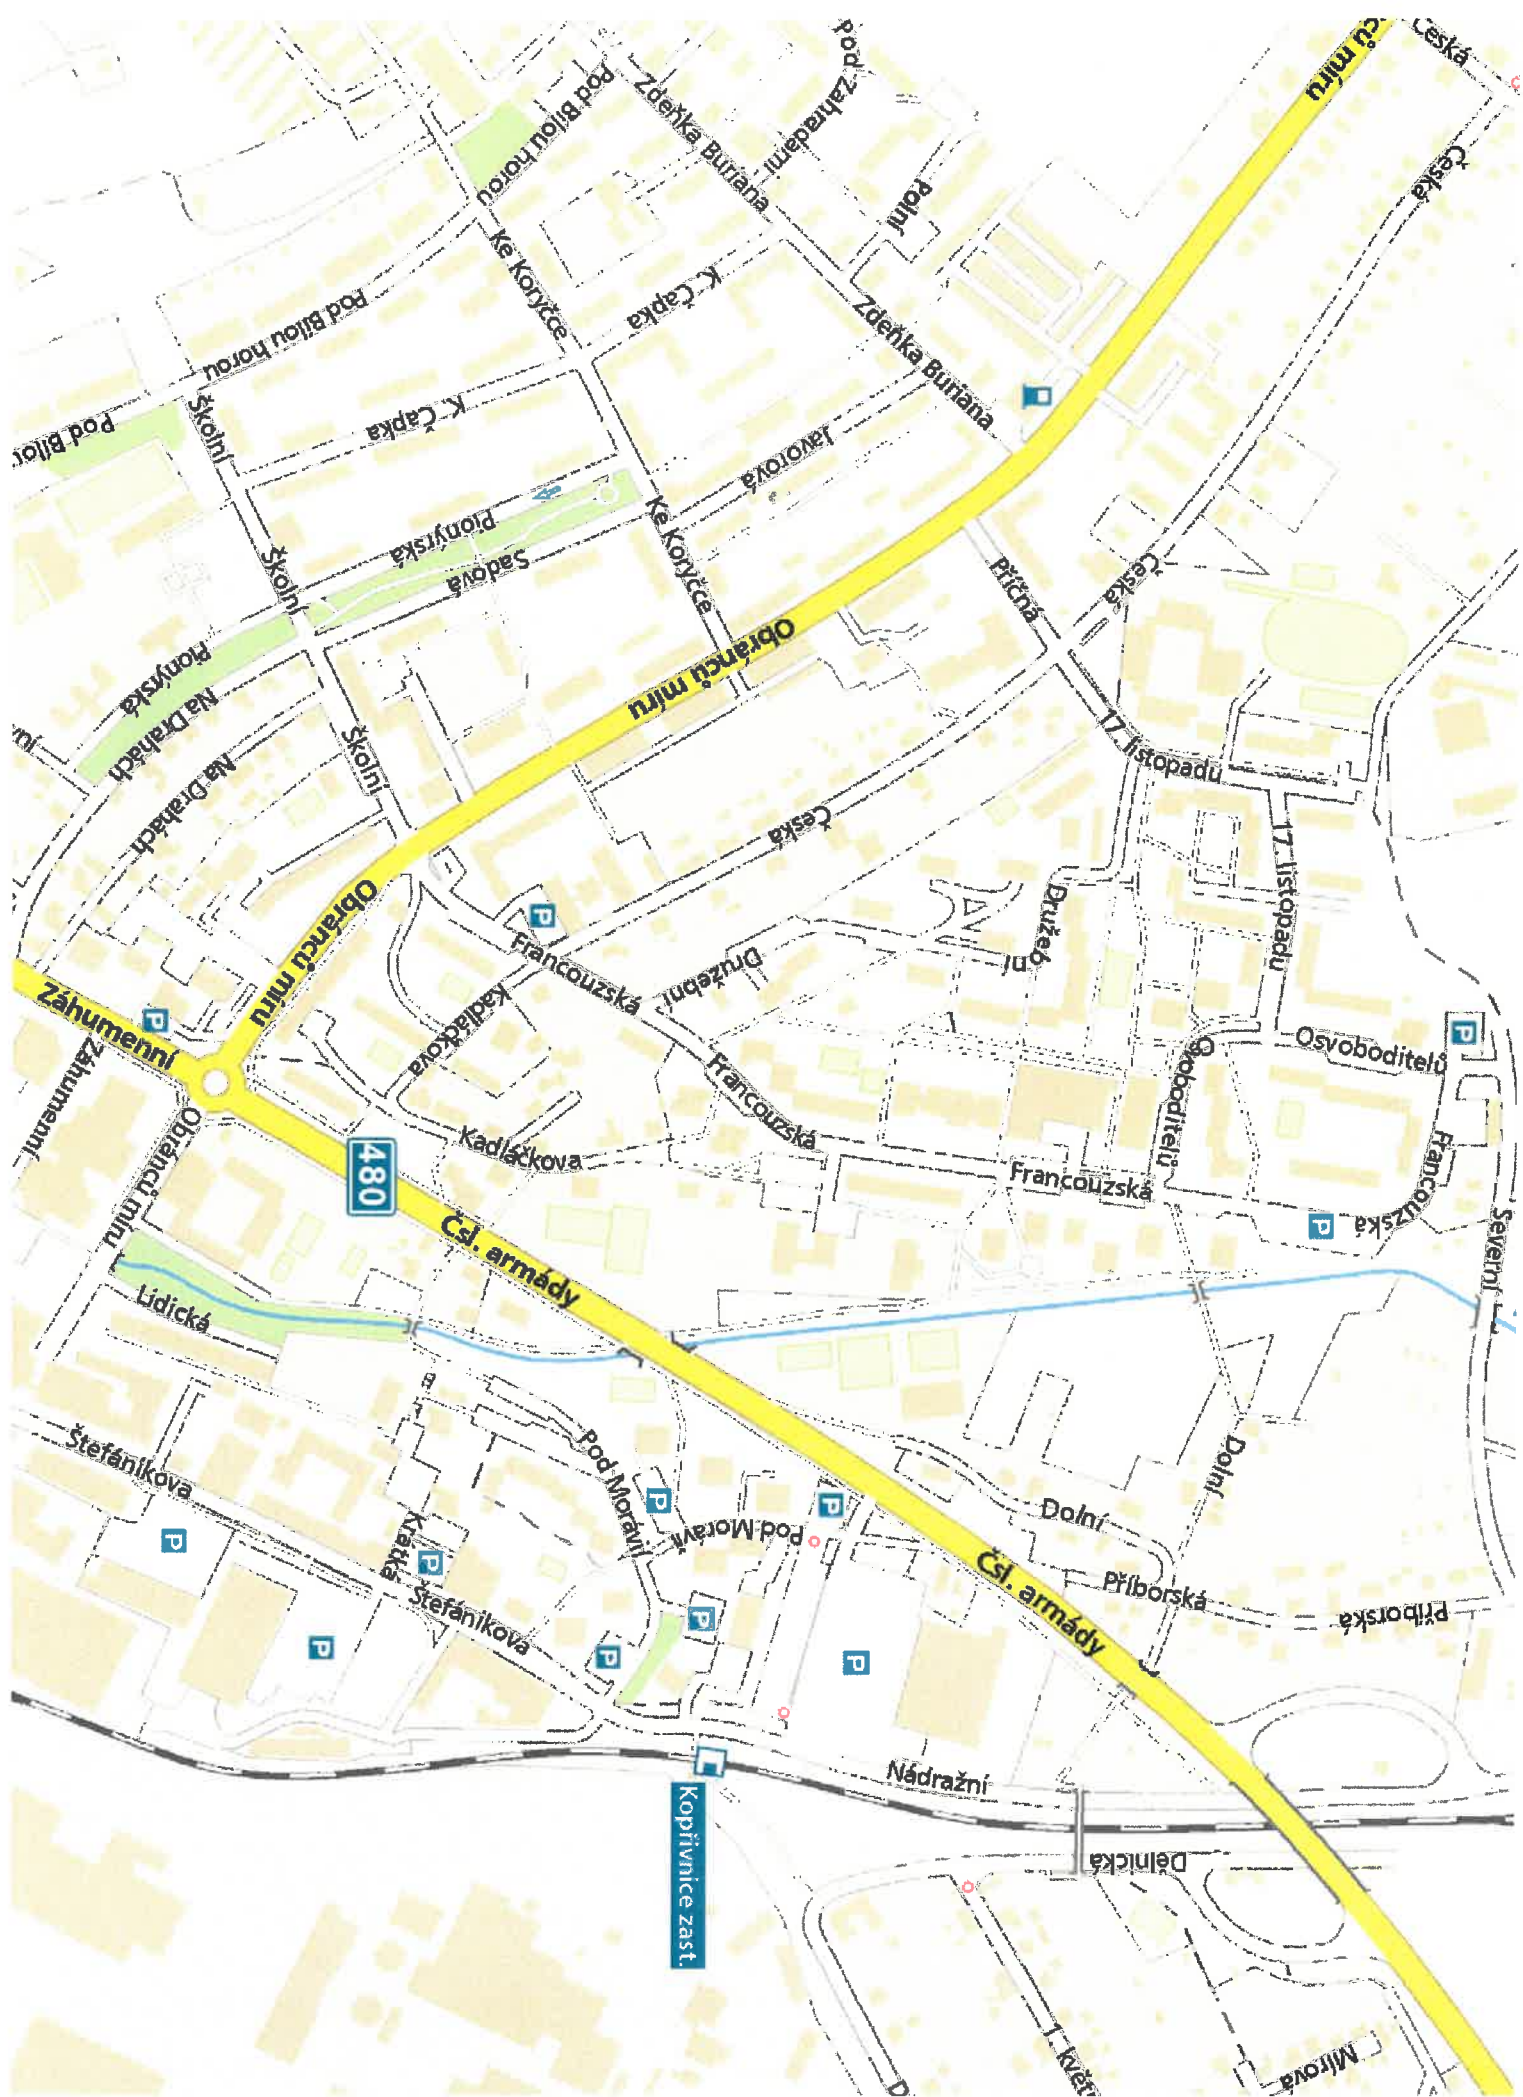 Obránců míru
Česká
Pod Zahradami
Zdeňka Buriana
Pod Bílou horou
Česká
Polní
Ke Koryčce
K. Čapka
Pod Bílou horou
Zdeňka Buriana
Školní
K. Čapka
Pod Bílou
Javorová
Pionýrská
Sadová
Ke Koryčce
Příčná
Česká
Školní
Obránců míru
Pionýrská
Na Drahách
17. listopadu
Školní
Na Drahách
Česká
17. listopadu
Obránců míru
P
Družební
Francouzská
Družební
Záhumenní
P
Kadláčkova
Osvoboditelů
P
Záhumenní
Francouzská
Osvoboditelů
Obránců míru
Kadláčkova
480
Francouzská
Francouzská
Francouzská
P
Severní
Čsl. armády
Lidická
Štefánikova
Pod Morávií
P
P
Pod Morávií
Dolní
Dolní
P
Krátká
P
Štefánikova
P
P
P
P
Čsl. armády
Příborská
Příborská
Nádražní
Kopřivnice zast.
Dělnická
1. květn
Mírová
D